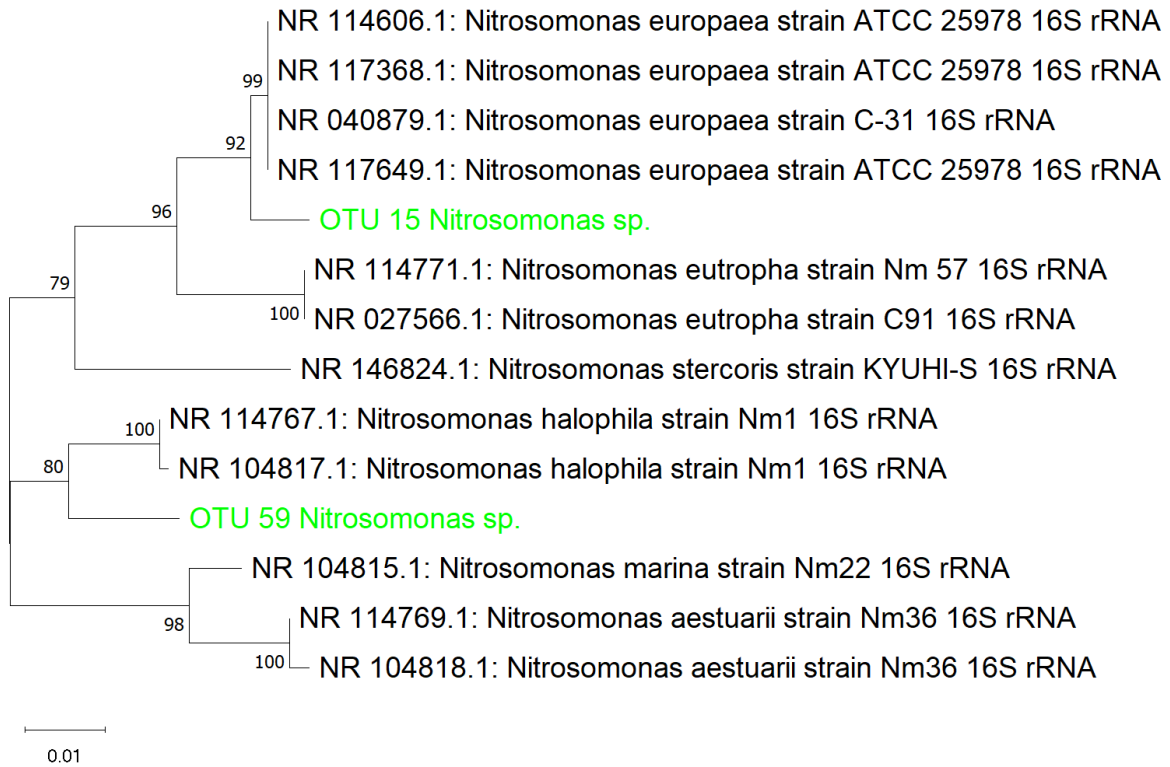 NR 114606.1: Nitrosomonas europaea strain ATCC 25978 16S rRNA
NR 117368.1: Nitrosomonas europaea strain ATCC 25978 16S rRNA
99
NR 040879.1: Nitrosomonas europaea strain C-31 16S rRNA
92
NR 117649.1: Nitrosomonas europaea strain ATCC 25978 16S rRNA
96
OTU 15 Nitrosomonas sp.
NR 114771.1: Nitrosomonas eutropha strain Nm 57 16S rRNA
79
100
NR 027566.1: Nitrosomonas eutropha strain C91 16S rRNA
NR 146824.1: Nitrosomonas stercoris strain KYUHI-S 16S rRNA
NR 114767.1: Nitrosomonas halophila strain Nm1 16S rRNA
100
80
NR 104817.1: Nitrosomonas halophila strain Nm1 16S rRNA
OTU 59 Nitrosomonas sp.
NR 104815.1: Nitrosomonas marina strain Nm22 16S rRNA
98
NR 114769.1: Nitrosomonas aestuarii strain Nm36 16S rRNA
100
NR 104818.1: Nitrosomonas aestuarii strain Nm36 16S rRNA
0.01